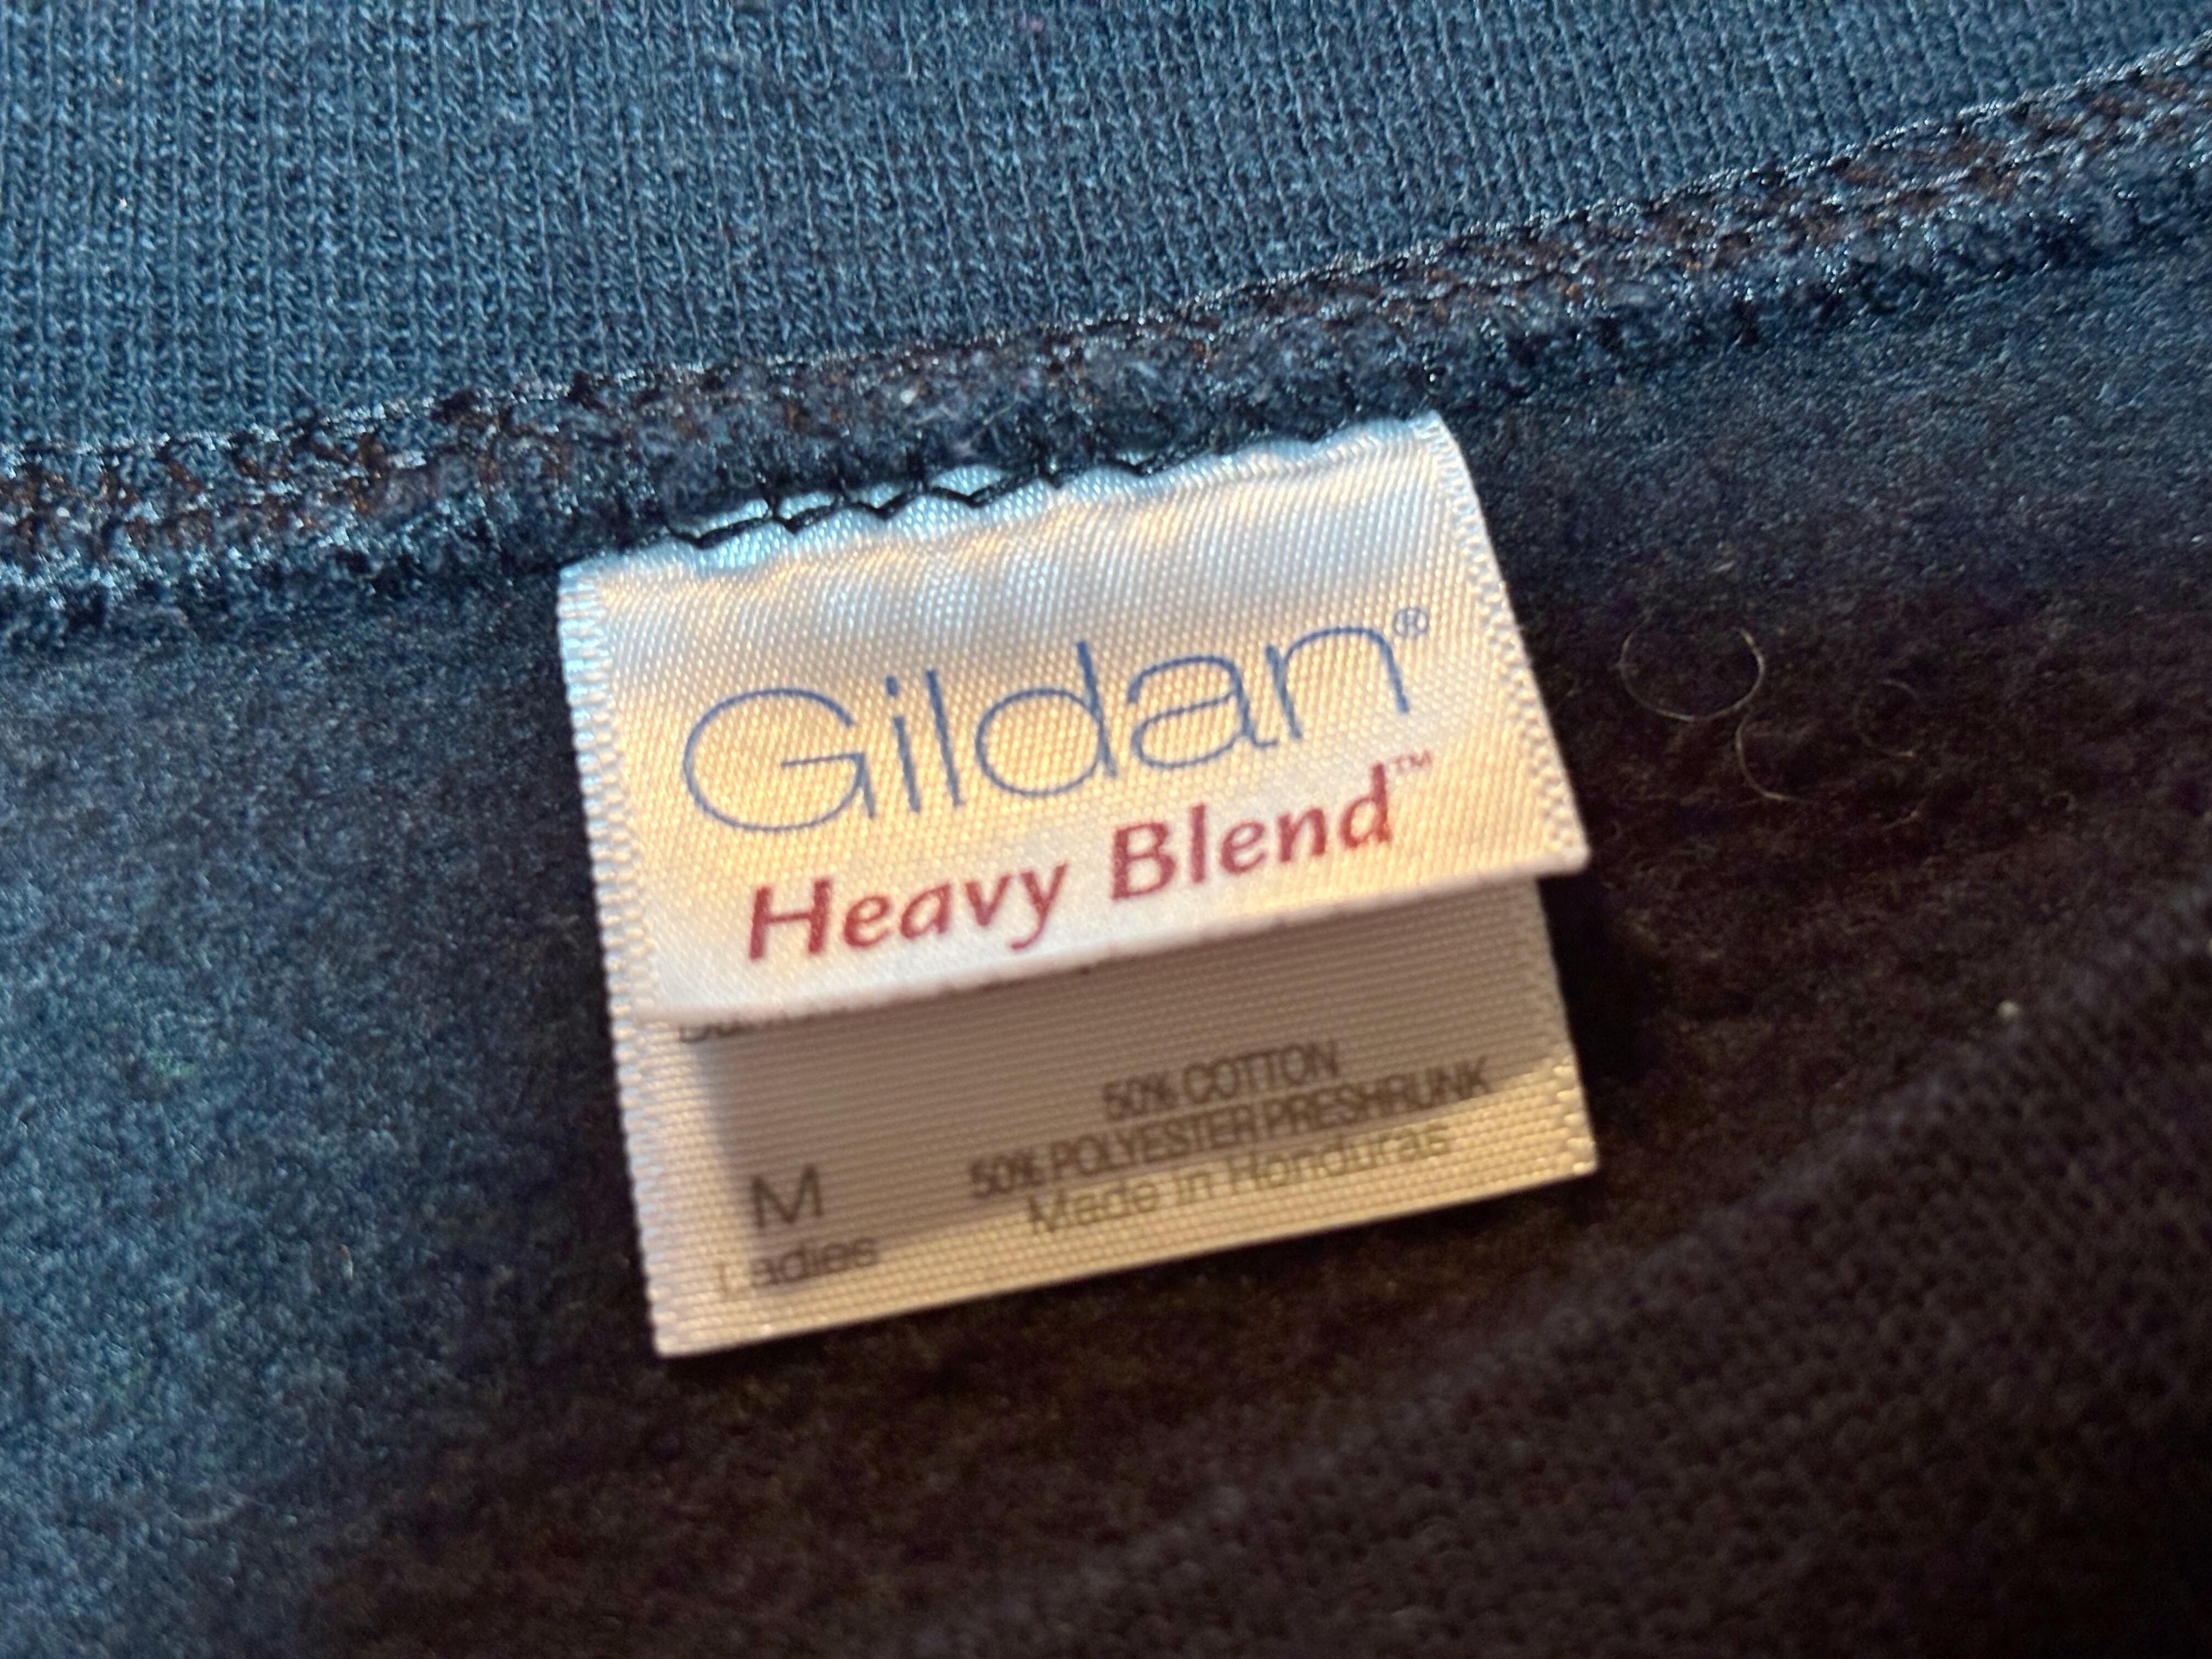 Gildan®
Heavy Blend™
50% COTTON
50% POLYESTER PRESHRUNK
Made in Honduras
M
Ladies